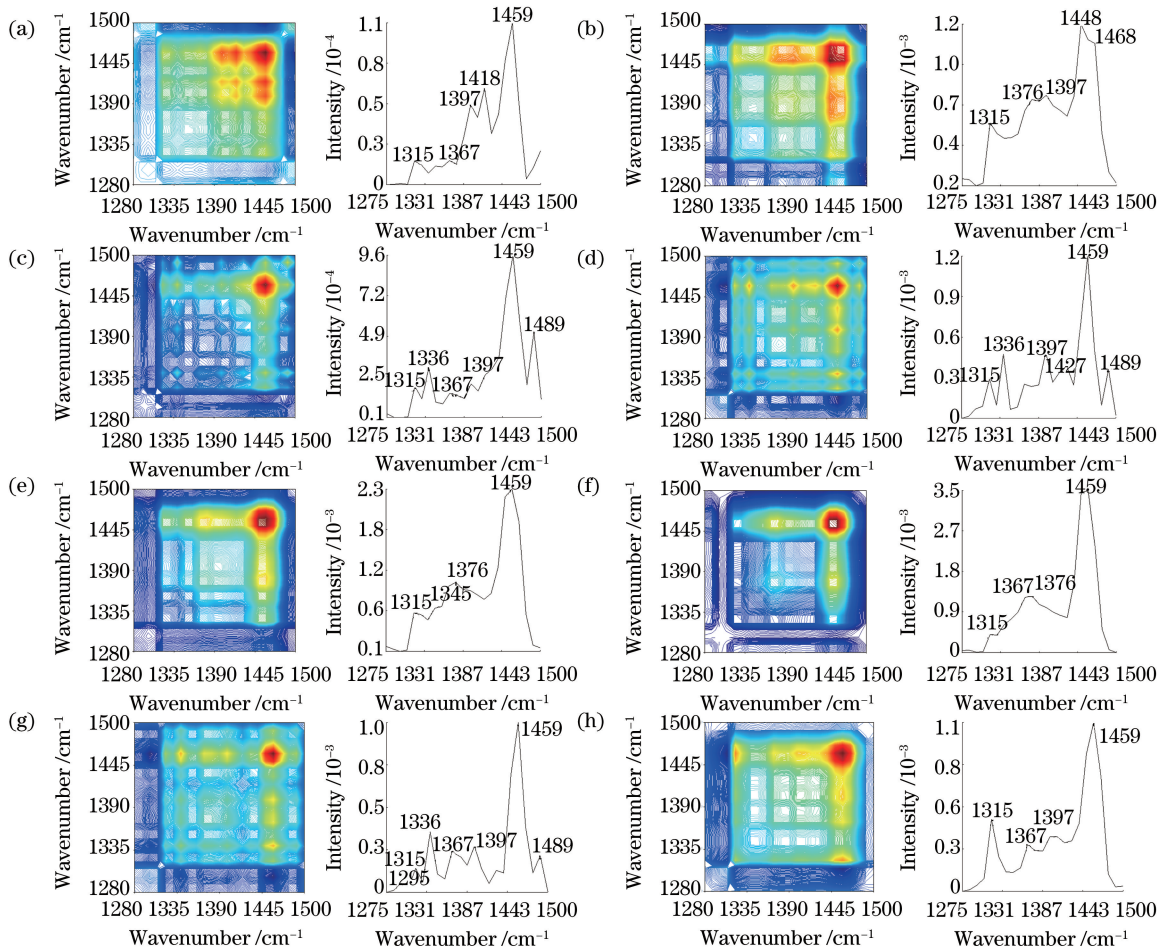 (a)
Wavenumber /cm⁻¹
1500
1445
1390
1335
1280
1280 1335 1390 1445 1500
Wavenumber /cm⁻¹
Intensity /10⁻⁴
1.1
0.8
0.5
0.3
0
1315
1367
1397
1418
1459
1275 1331 1387 1443 1500
Wavenumber /cm⁻¹
(b)
Wavenumber /cm⁻¹
1500
1445
1390
1335
1280
1280 1335 1390 1445 1500
Wavenumber /cm⁻¹
Intensity /10⁻³
1.2
1.0
0.7
0.4
0.2
1315
1376
1397
1448
1468
1275 1331 1387 1443 1500
Wavenumber /cm⁻¹
(c)
Wavenumber /cm⁻¹
1500
1445
1390
1335
1280
1280 1335 1390 1445 1500
Wavenumber /cm⁻¹
Intensity /10⁻⁴
9.6
7.2
4.9
2.5
0.1
1315
1336
1367
1397
1459
1489
1275 1331 1387 1443 1500
Wavenumber /cm⁻¹
(d)
Wavenumber /cm⁻¹
1500
1445
1390
1335
1280
1280 1335 1390 1445 1500
Wavenumber /cm⁻¹
Intensity /10⁻³
1.2
0.9
0.6
0.3
0
1315
1336
1397
1427
1459
1489
1275 1331 1387 1443 1500
Wavenumber /cm⁻¹
(e)
Wavenumber /cm⁻¹
1500
1445
1390
1335
1280
1280 1335 1390 1445 1500
Wavenumber /cm⁻¹
Intensity /10⁻³
2.3
1.8
1.2
0.6
0.1
1315
1345
1376
1459
1275 1331 1387 1443 1500
Wavenumber /cm⁻¹
(f)
Wavenumber /cm⁻¹
1500
1445
1390
1335
1280
1280 1335 1390 1445 1500
Wavenumber /cm⁻¹
Intensity /10⁻³
3.5
2.7
1.8
0.9
0
1315
1367
1376
1459
1275 1331 1387 1443 1500
Wavenumber /cm⁻¹
(g)
Wavenumber /cm⁻¹
1500
1445
1390
1335
1280
1280 1335 1390 1445 1500
Wavenumber /cm⁻¹
Intensity /10⁻³
1.0
0.8
0.5
0.3
0
1295
1315
1336
1367
1397
1459
1489
1275 1331 1387 1443 1500
Wavenumber /cm⁻¹
(h)
Wavenumber /cm⁻¹
1500
1445
1390
1335
1280
1280 1335 1390 1445 1500
Wavenumber /cm⁻¹
Intensity /10⁻³
1.1
0.8
0.6
0.3
0
1315
1367
1397
1459
1275 1331 1387 1443 1500
Wavenumber /cm⁻¹